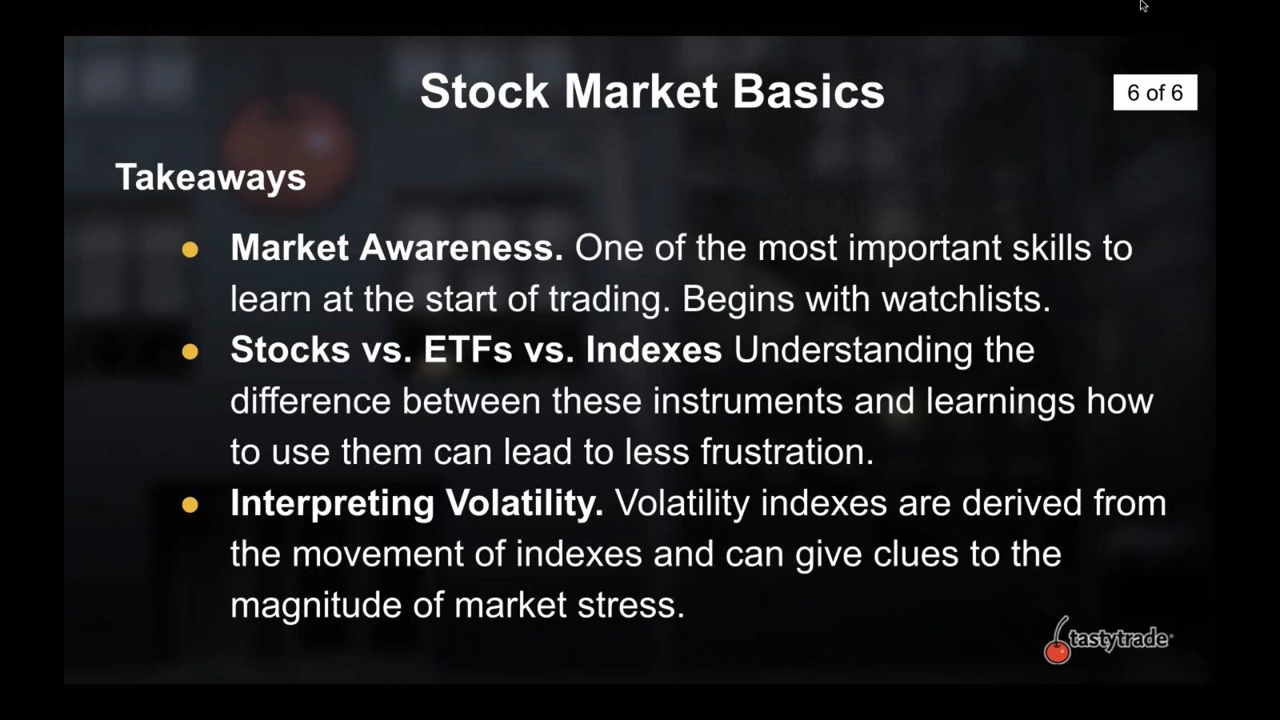 Stock Market Basics
6 of 6
Takeaways
● Market Awareness. One of the most important skills to
learn at the start of trading. Begins with watchlists.
● Stocks vs. ETFs vs. Indexes Understanding the
difference between these instruments and learnings how
to use them can lead to less frustration.
● Interpreting Volatility. Volatility indexes are derived from
the movement of indexes and can give clues to the
magnitude of market stress.
tastytrade